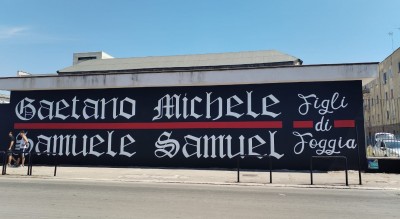 Gaetano Michele
Samuele Samuel
Figli
di
Foggia